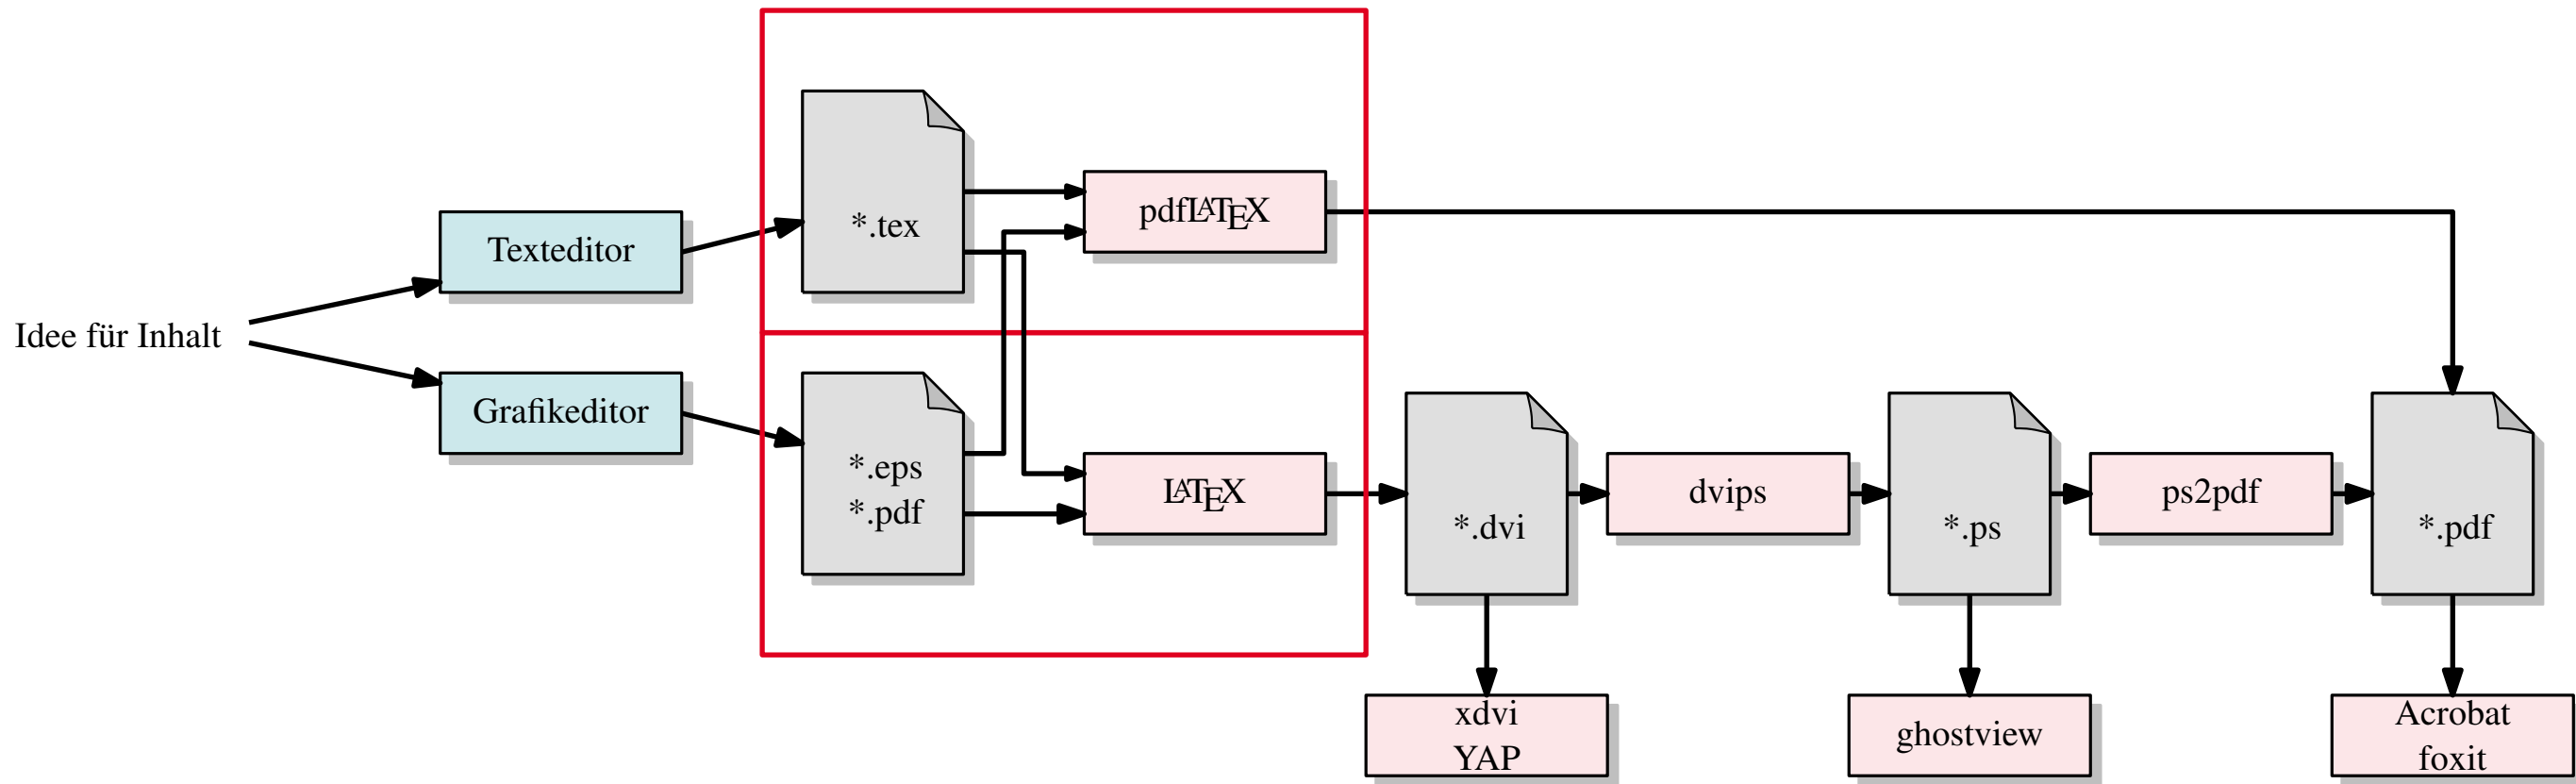 Idee für Inhalt
Texteditor
Grafikeditor
*.tex
*.eps
*.pdf
pdfLATEX
LATEX
*.dvi
dvips
*.ps
ps2pdf
*.pdf
xdvi
YAP
ghostview
Acrobat
foxit